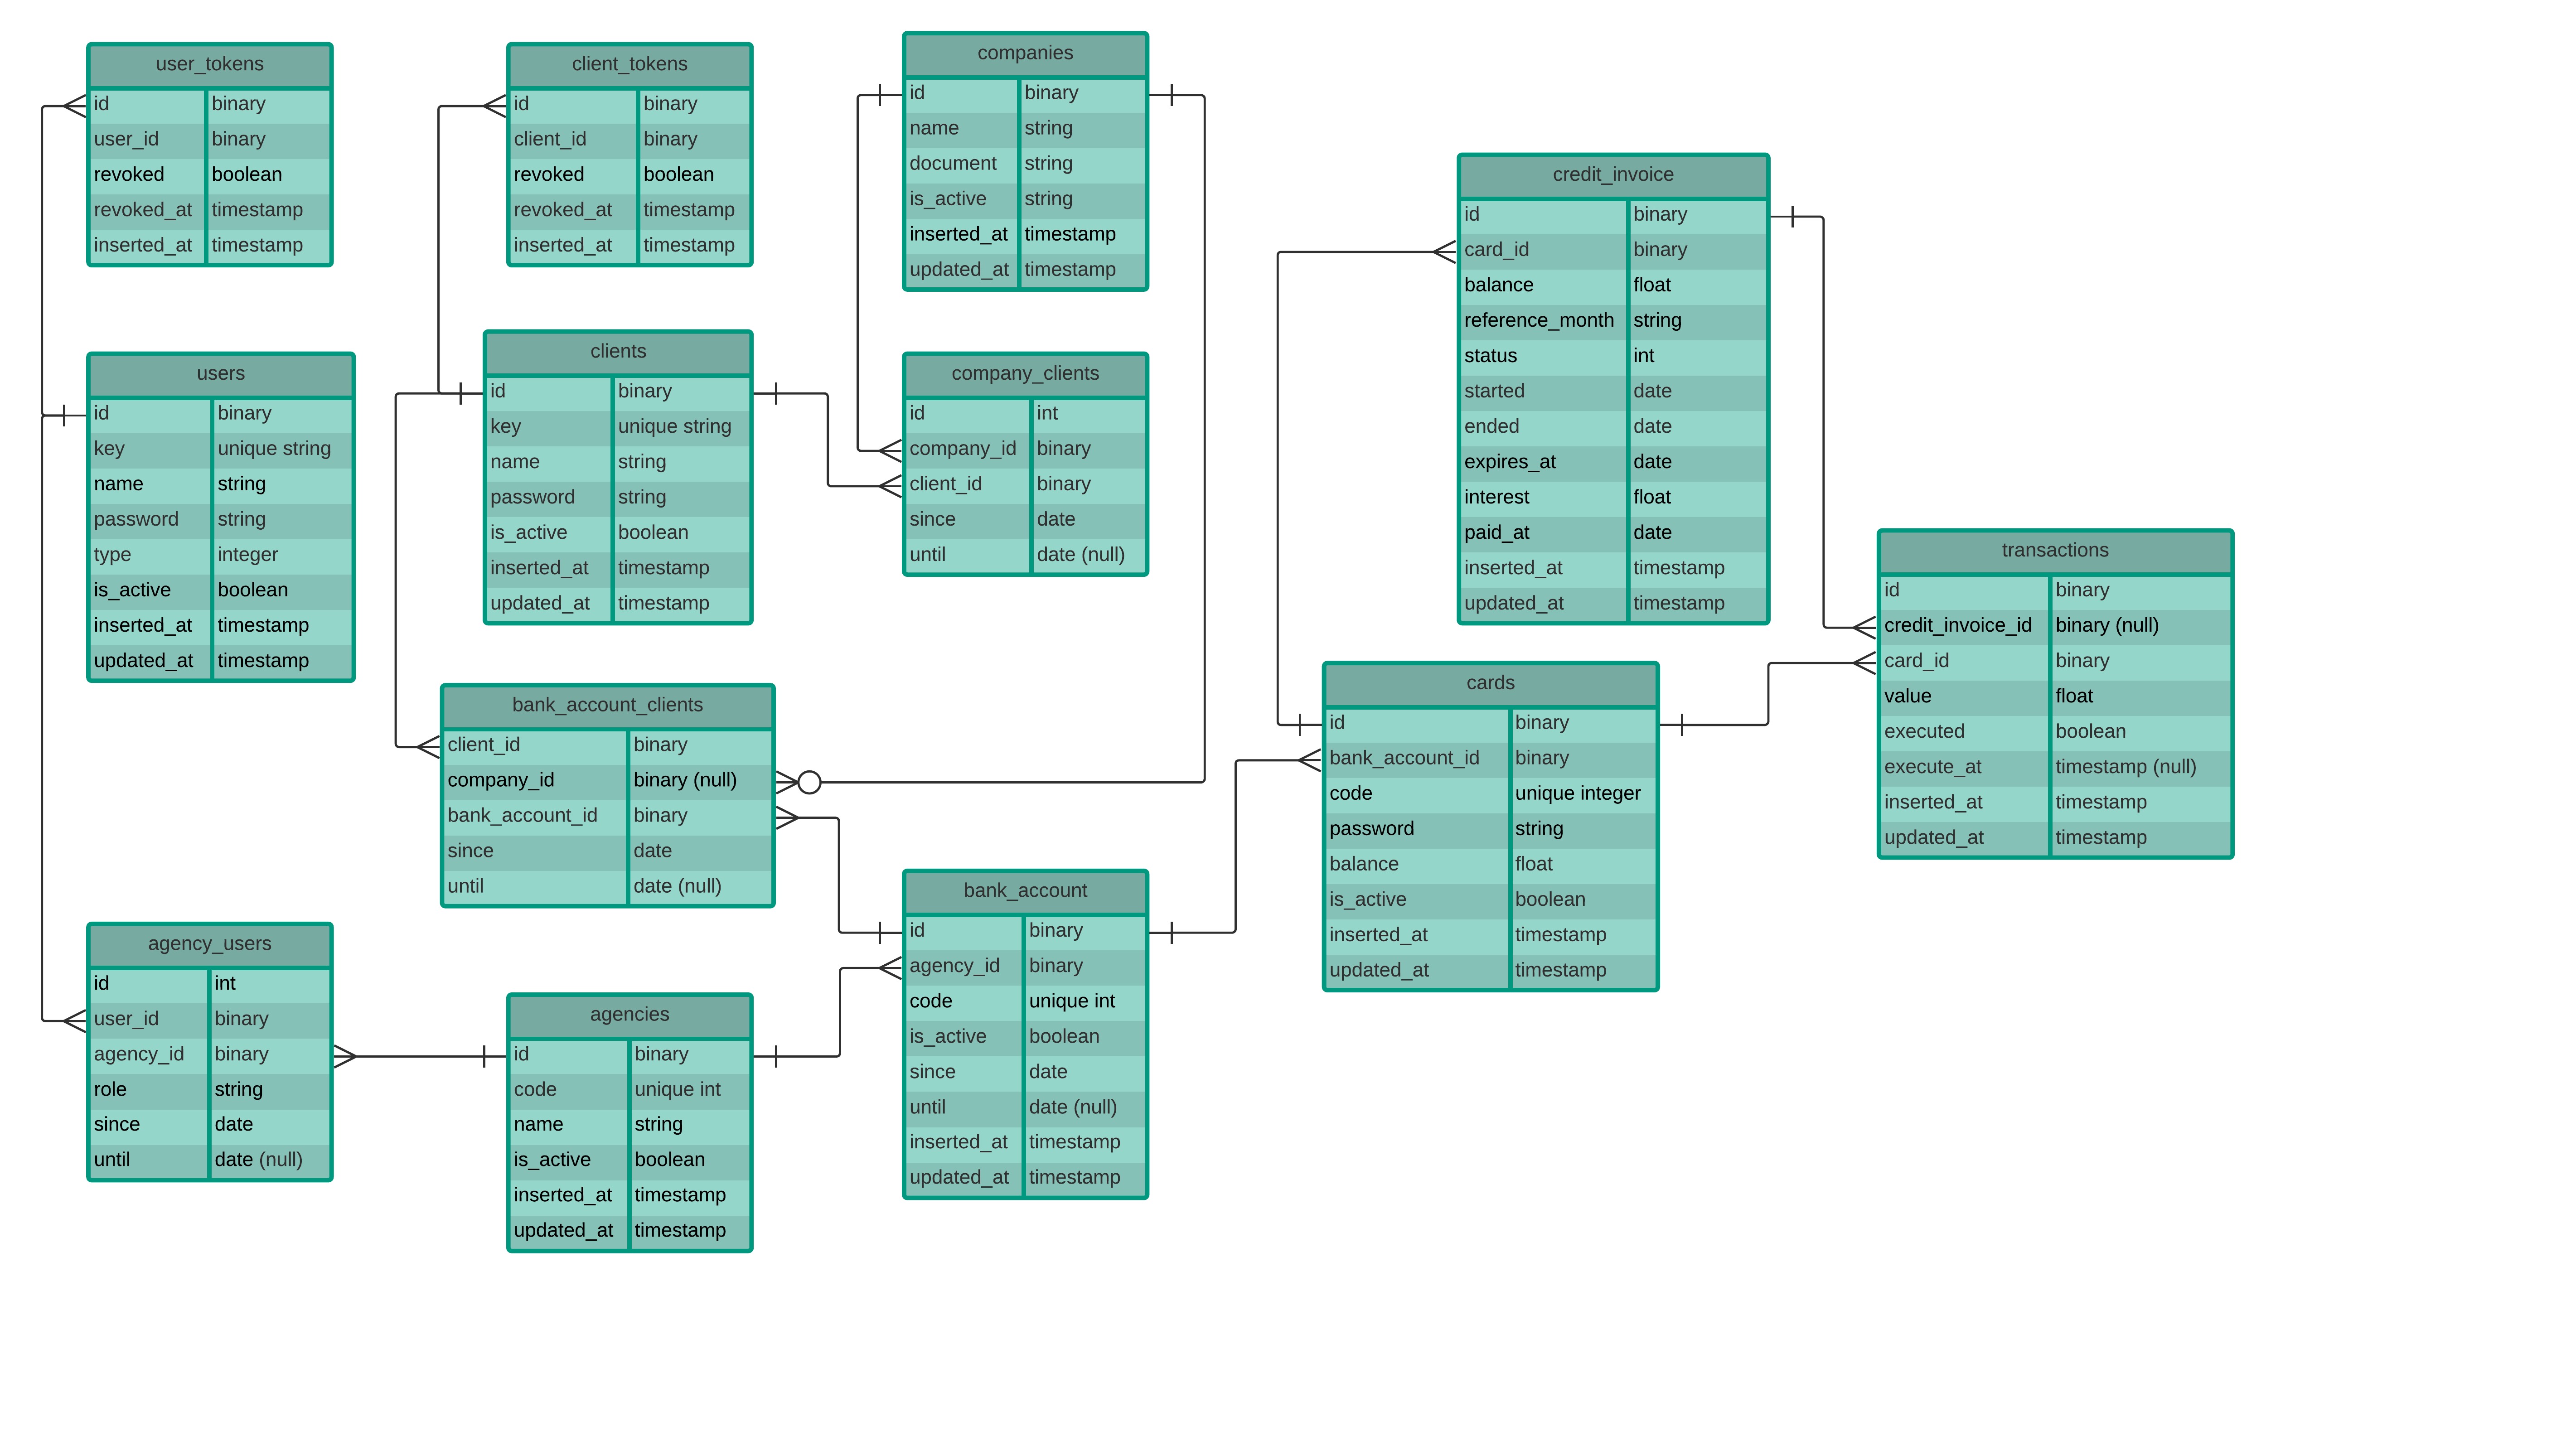 user_tokens
id binary
user_id binary
revoked boolean
revoked_at timestamp
inserted_at timestamp
client_tokens
id binary
client_id binary
revoked boolean
revoked_at timestamp
inserted_at timestamp
companies
id binary
name string
document string
is_active string
inserted_at timestamp
updated_at timestamp
credit_invoice
id binary
card_id binary
balance float
reference_month string
status int
started date
ended date
expires_at date
interest float
paid_at date
inserted_at timestamp
updated_at timestamp
users
id binary
key unique string
name string
password string
type integer
is_active boolean
inserted_at timestamp
updated_at timestamp
clients
id binary
key unique string
name string
password string
is_active boolean
inserted_at timestamp
updated_at timestamp
company_clients
id int
company_id binary
client_id binary
since date
until date (null)
transactions
id binary
credit_invoice_id binary (null)
card_id binary
value float
executed boolean
execute_at timestamp (null)
inserted_at timestamp
updated_at timestamp
bank_account_clients
client_id binary
company_id binary (null)
bank_account_id binary
since date
until date (null)
cards
id binary
bank_account_id binary
code unique integer
password string
balance float
is_active boolean
inserted_at timestamp
updated_at timestamp
agency_users
id int
user_id binary
agency_id binary
role string
since date
until date (null)
agencies
id binary
code unique int
name string
is_active boolean
inserted_at timestamp
updated_at timestamp
bank_account
id binary
agency_id binary
code unique int
is_active boolean
since date
until date (null)
inserted_at timestamp
updated_at timestamp